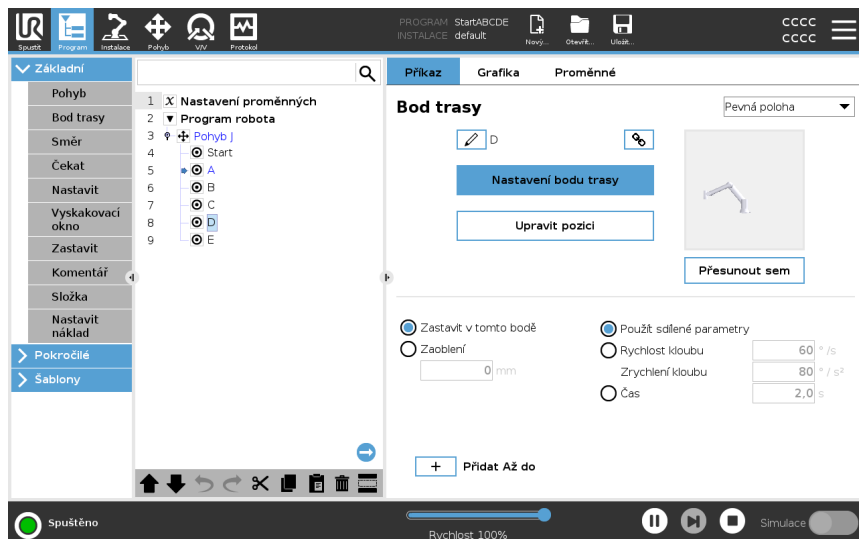 UR
PROGRAM StartABCDE
INSTALACE default
Spustit Program Instalace Pohyb V/V Protokol
Nový... Otevřít... Uložit...
CCCC
CCCC
Základní
Pohyb
Bod trasy
Směr
Čekat
Nastavit
Vyskakovací
okno
Zastavit
Komentář
Složka
Nastavit
náklad
Pokročilé
Šablony
1 X Nastavení proměnných
2 Program robota
3 Pohyb J
4 Start
5 A
6 B
7 C
8 D
9 E
Příkaz Grafika Proměnné
Bod trasy
Pevná poloha
D
Nastavení bodu trasy
Upravit pozici
Přesunout sem
Zastavit v tomto bodě
Zaoblení
0 mm
Použít sdílené parametry
Rychlost kloubu 60 ° /s
Zrychlení kloubu 80 ° / s²
Čas 2,0 s
+ Přidat Až do
Spuštěno
Rychlost 100%
Simulace